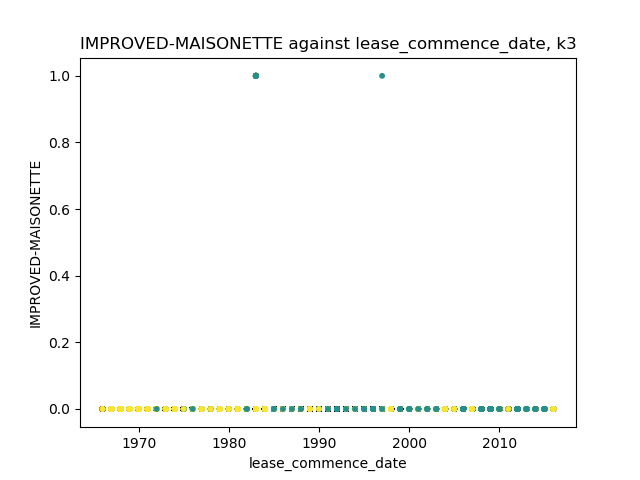 IMPROVED-MAISONETTE against lease_commence_date, k3
1.0
0.8
0.6
0.4
0.2
0.0
IMPROVED-MAISONETTE
1970 1980 1990 2000 2010
lease_commence_date